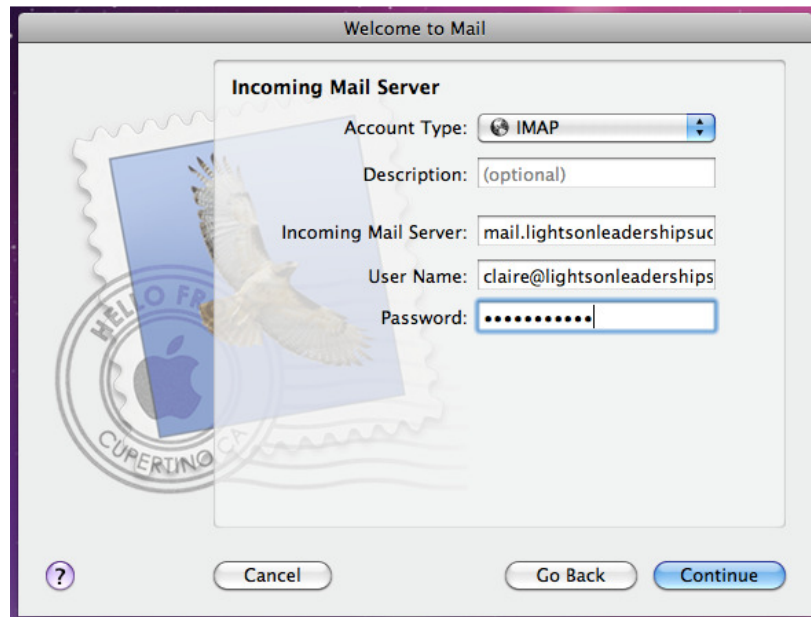 Welcome to Mail
Incoming Mail Server
Account Type: IMAP
Description: (optional)
Incoming Mail Server: mail.lightsonleadershipsuc
User Name: claire@lightsonleaderships
Password: •••••••••••
HELLO FR
CUPERTINO CA
? Cancel Go Back Continue